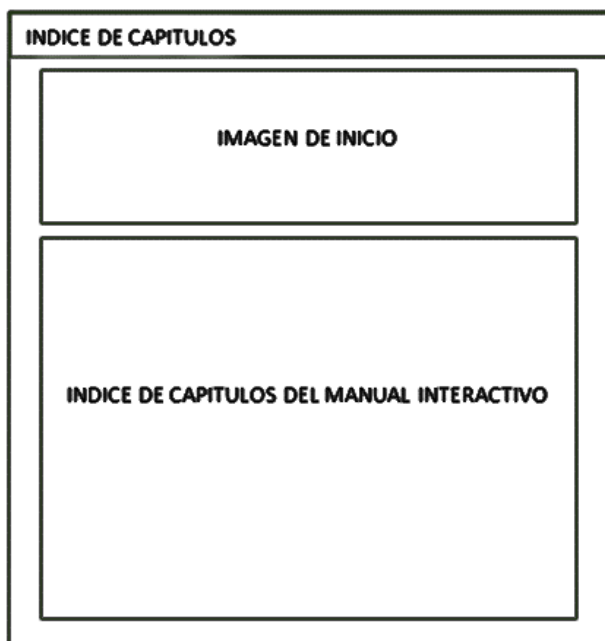 INDICE DE CAPITULOS
IMAGEN DE INICIO
INDICE DE CAPITULOS DEL MANUAL INTERACTIVO